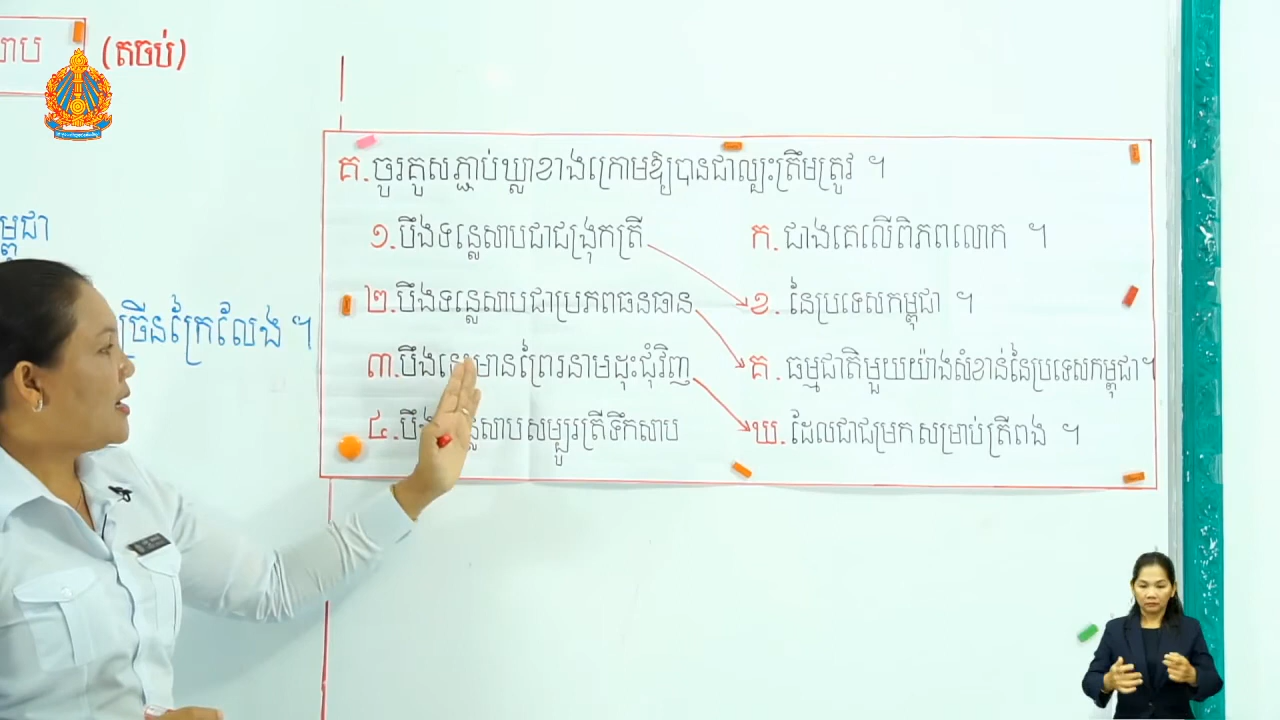 (តចប់)
គ.ចូរគូសភ្ជាប់ឃ្លាខាងក្រោមឱ្យបានជាល្បះត្រឹមត្រូវ ។
១.បឹងទន្លេសាបជាជង្រុកត្រី
ក. ជាងគេលើពិភពលោក ។
២.បឹងទន្លេសាបជាប្រភពធនធាន
ខ. នៃប្រទេសកម្ពុជា ។
៣.បឹងនេះមានព្រៃរនាមដុះជុំវិញ
គ. ធម្មជាតិមួយយ៉ាងសំខាន់នៃប្រទេសកម្ពុជា។
៤.បឹងទន្លេសាបសម្បូរត្រីទឹកសាប
ឃ.ដែលជាជម្រកសម្រាប់ត្រីពង ។
ម្ពុជា
ច្រើនក្រៃលែង ។